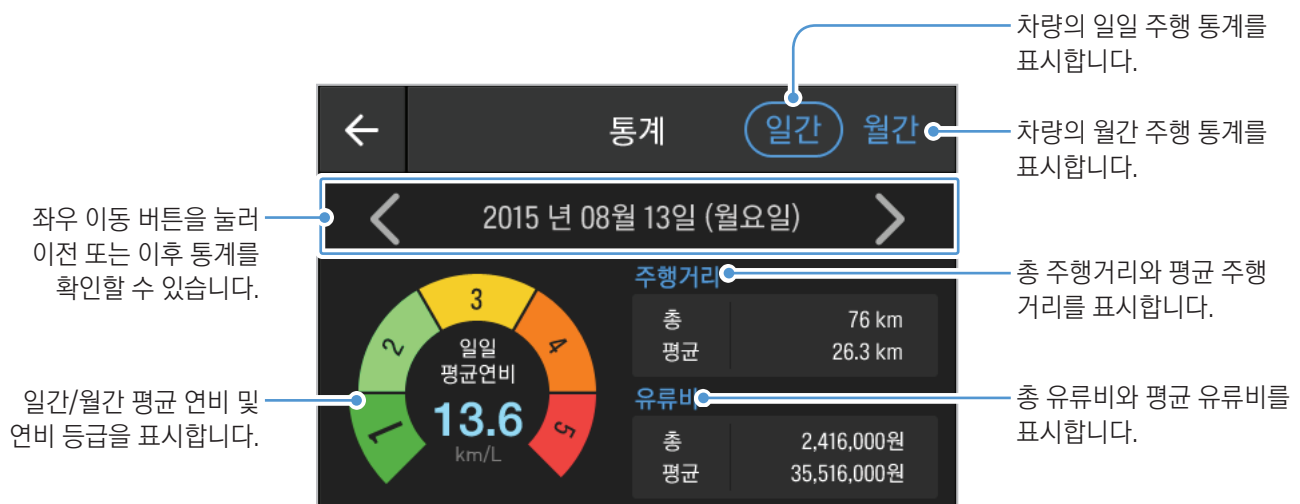 차량의 일일 주행 통계를
표시합니다.
통계
일간
월간
차량의 월간 주행 통계를
표시합니다.
좌우 이동 버튼을 눌러
이전 또는 이후 통계를
확인할 수 있습니다.
2015 년 08월 13일 (월요일)
일간/월간 평균 연비 및
연비 등급을 표시합니다.
1
2
3
4
5
일일
평균연비
13.6
km/L
주행거리
총 76 km
평균 26.3 km
총 주행거리와 평균 주행
거리를 표시합니다.
유류비
총 2,416,000원
평균 35,516,000원
총 유류비와 평균 유류비를
표시합니다.